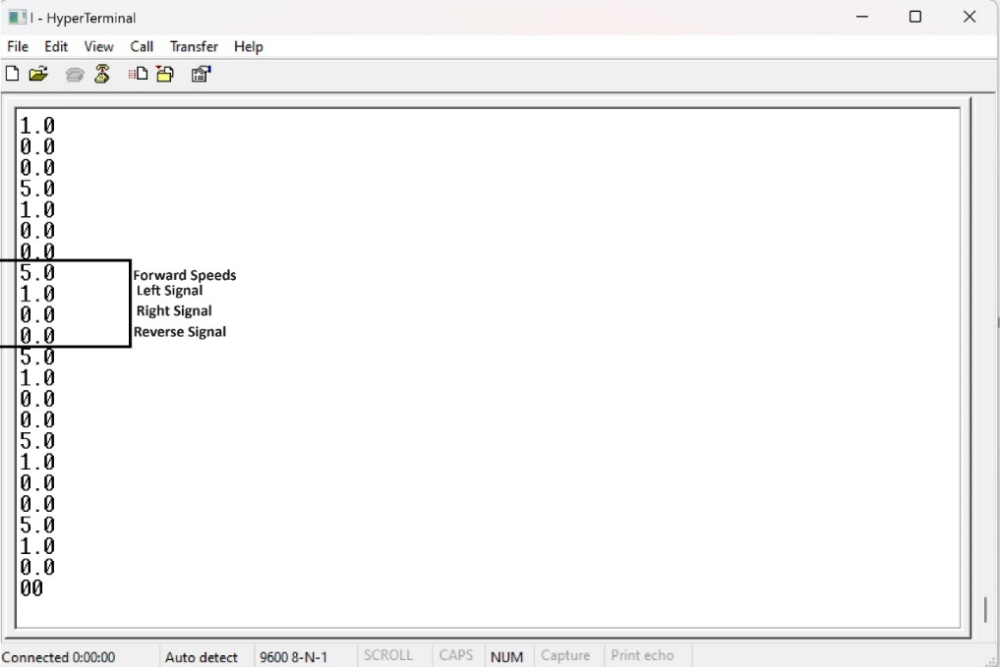 I - HyperTerminal
File Edit View Call Transfer Help
1.0
0.0
0.0
5.0
1.0
0.0
0.0
5.0 Forward Speeds
1.0 Left Signal
0.0 Right Signal
0.0 Reverse Signal
5.0
1.0
0.0
0.0
5.0
1.0
0.0
0.0
5.0
1.0
0.0
00
Connected 0:00:00 Auto detect 9600 8-N-1 SCROLL CAPS NUM Capture Print echo